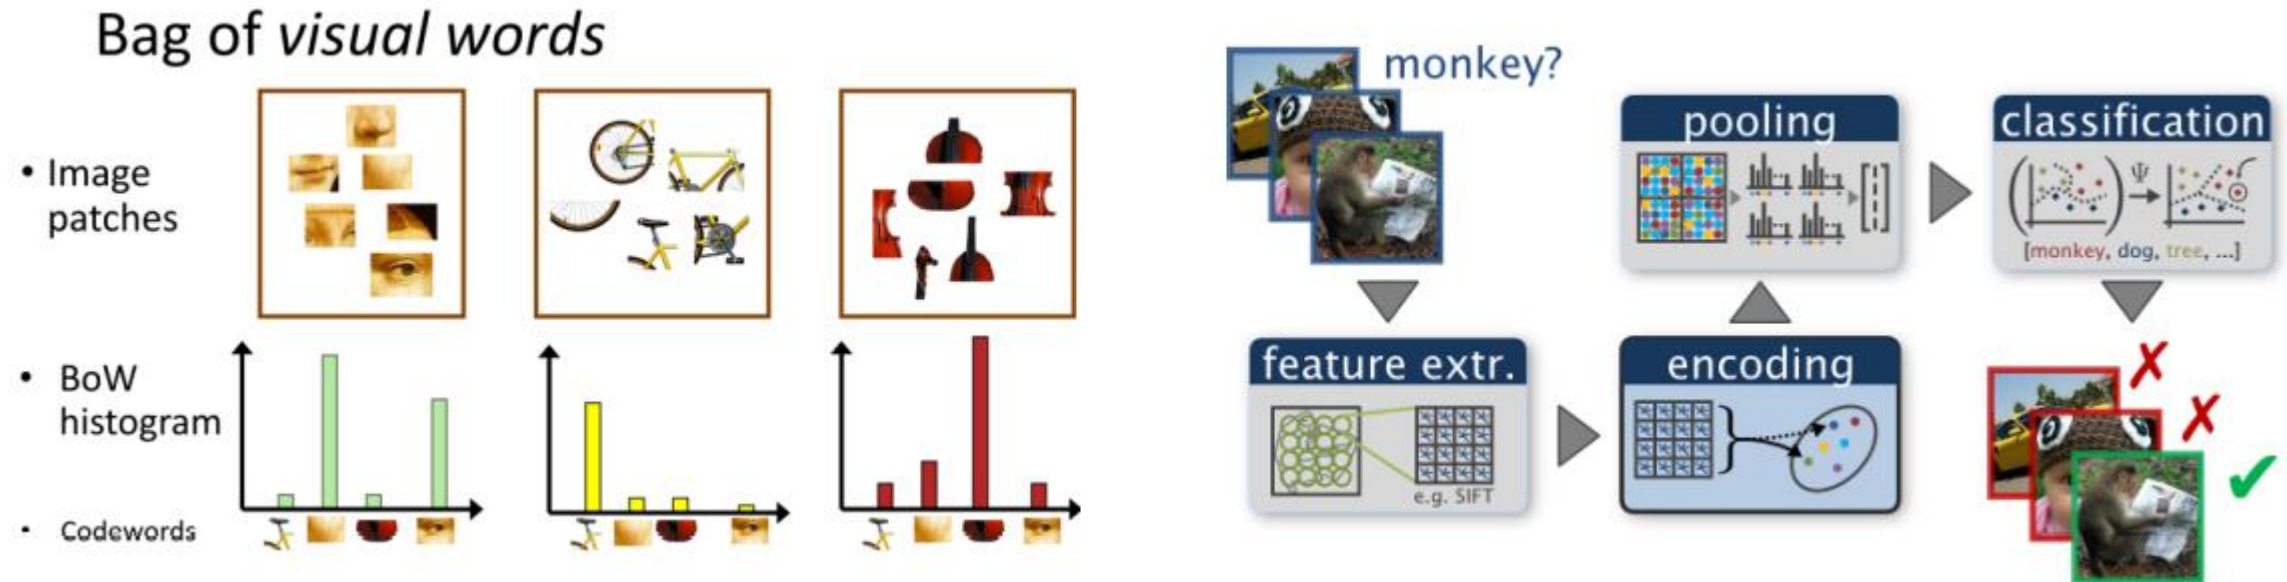 Bag of visual words
• Image
patches
• BoW
histogram
• Codewords
monkey?
feature extr.
e.g. SIFT
encoding
pooling
classification
Ψ
[monkey, dog, tree, ...]